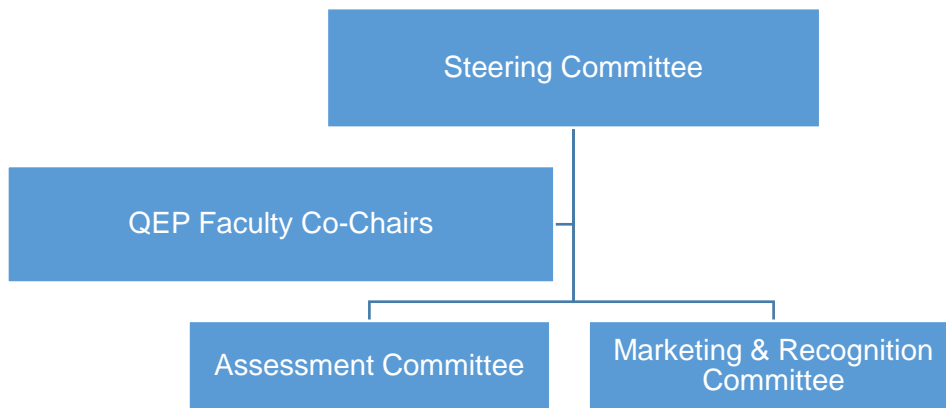 Steering Committee
QEP Faculty Co-Chairs
Assessment Committee
Marketing & Recognition
Committee